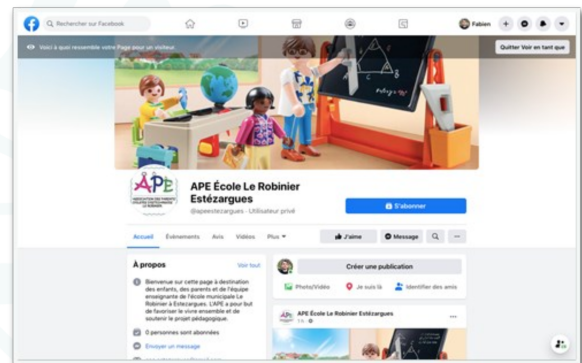 Rechercher sur Facebook
Fabien
Voici à quoi ressemble votre Page pour un visiteur
Quitter Voir en tant que
A
C
B
APE
APE École Le Robinier
Estézargues
@apeestezargues · Utilisateur privé
S'abonner
Accueil Évènements Avis Vidéos Plus
J'aime Message
À propos Voir tout
Bienvenue sur cette page à destination
des enfants, des parents et de l'équipe
enseignante de l'école municipale Le
Robinier à Estezargues. L'APE a pour but
de favoriser le vivre ensemble et de
soutenir le projet pédagogique.
0 personnes sont abonnées
Envoyer un message
Créer une publication
Photo/Vidéo Je suis là Identifier des amis
APE École Le Robinier Estézargues
1 h